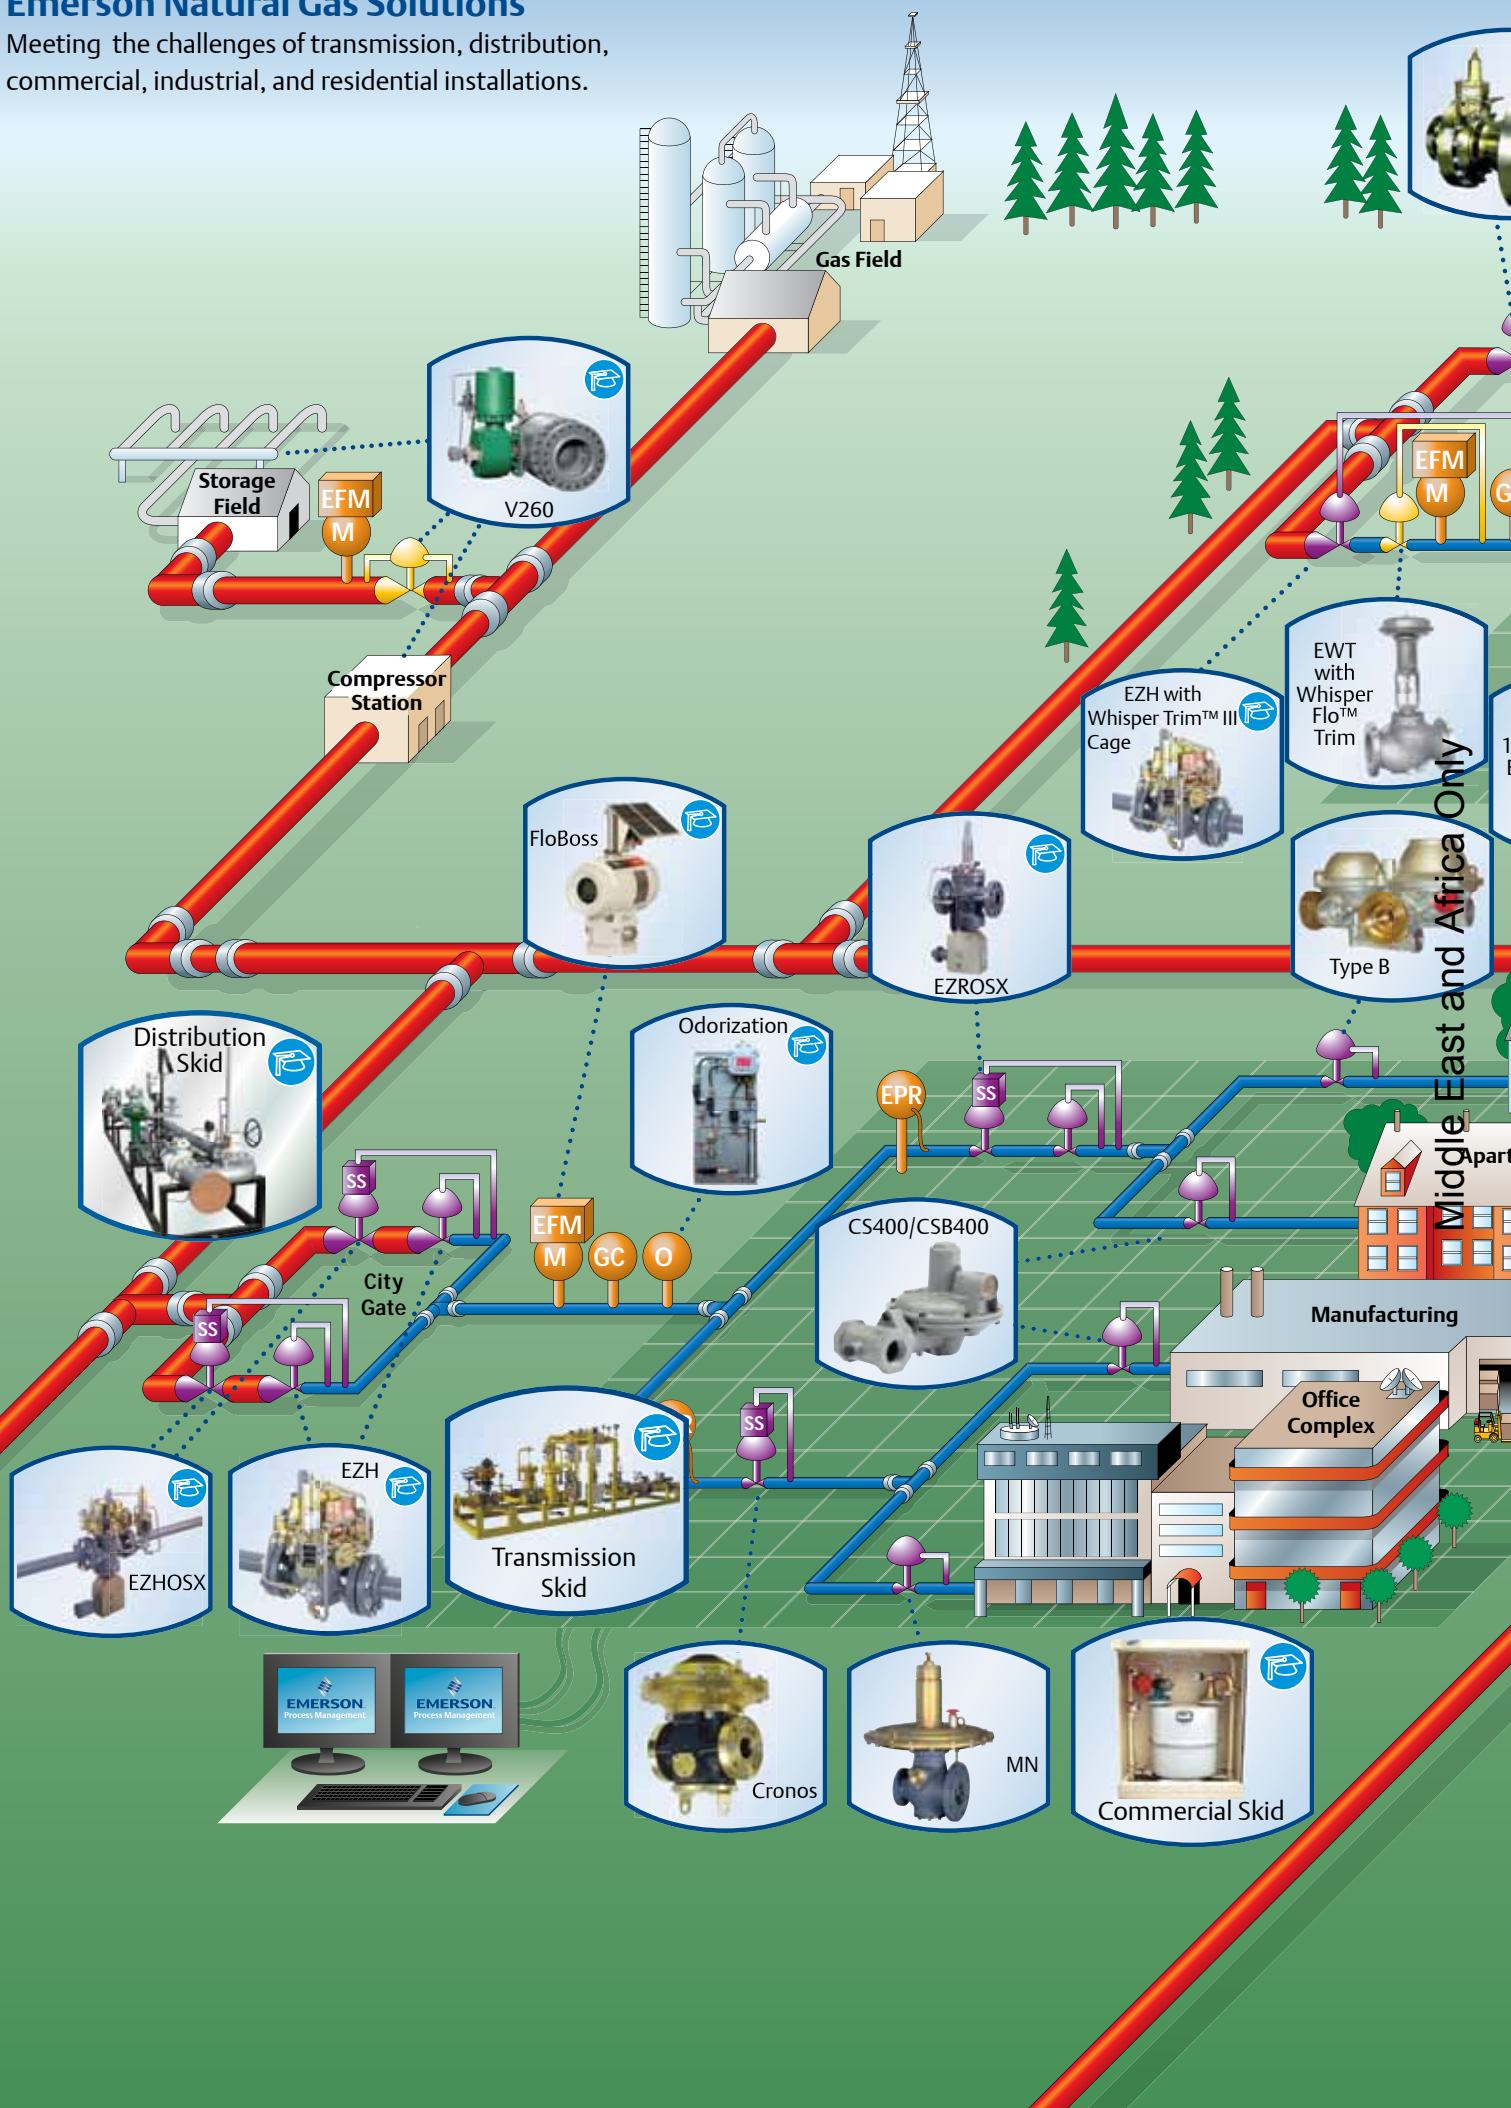 Emerson Natural Gas Solutions
Meeting the challenges of transmission, distribution,
commercial, industrial, and residential installations.
Gas Field
V260
Storage
Field
EFM
M
Compressor
Station
EFM
M
G
EWT
with
Whisper
Flo™
Trim
EZH with
Whisper Trim™ III
Cage
FloBoss
EZROSX
Type B
Middle East and Africa Only
Distribution
Skid
Odorization
EPR
SS
SS
Apart
EFM
M
GC
O
CS400/CSB400
City
Gate
SS
Manufacturing
Office
Complex
SS
EZH
EZHOSX
Transmission
Skid
EMERSON
Process Management
EMERSON
Process Management
Cronos
MN
Commercial Skid